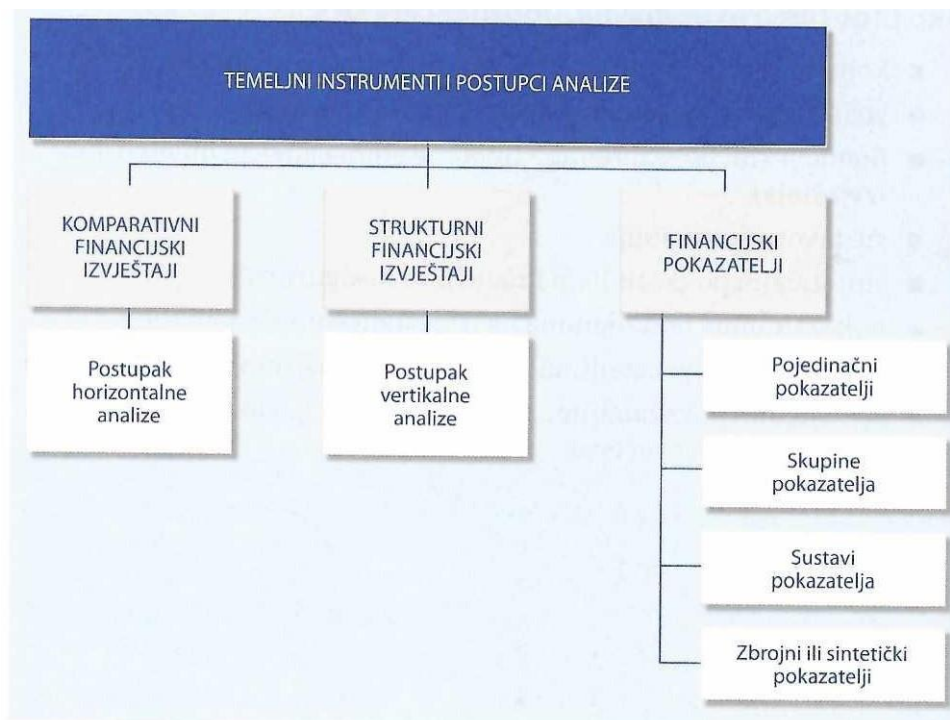 TEMELJNI INSTRUMENTI I POSTUPCI ANALIZE
KOMPARATIVNI
FINANCIJSKI
IZVJEŠTAJI
STRUKTURNI
FINANCIJSKI
IZVJEŠTAJI
FINANCIJSKI
POKAZATELJI
Postupak
horizontalne
analize
Postupak
vertikalne
analize
Pojedinačni
pokazatelji
Skupine
pokazatelja
Sustavi
pokazatelja
Zbrojni ili sintetički
pokazatelji